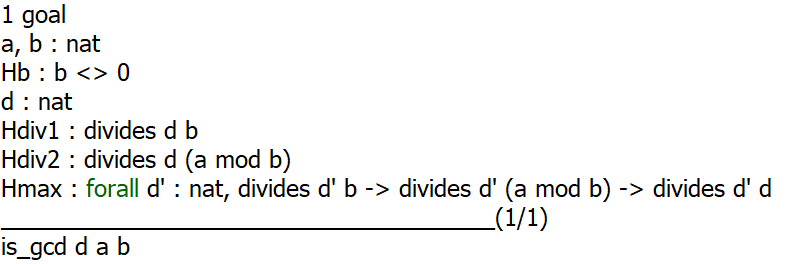 1 goal
a, b : nat
Hb : b <> 0
d : nat
Hdiv1 : divides d b
Hdiv2 : divides d (a mod b)
Hmax : forall d' : nat, divides d' b -> divides d' (a mod b) -> divides d' d
______________________________________(1/1)
is_gcd d a b